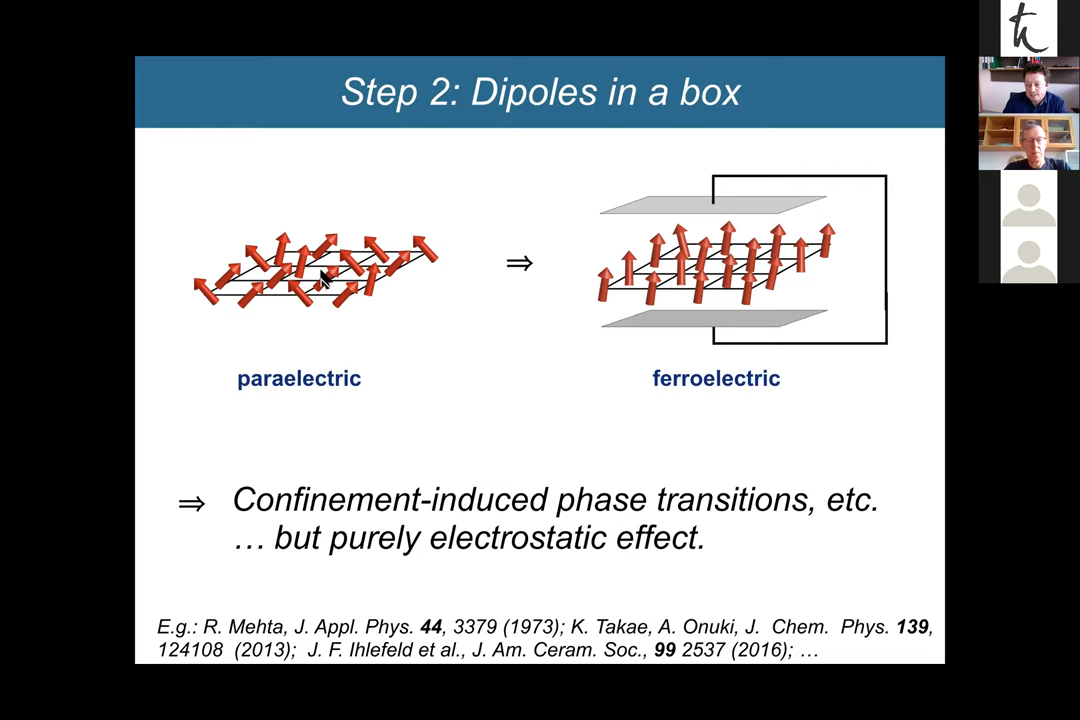 Step 2: Dipoles in a box
⇒
paraelectric
ferroelectric
⇒ Confinement-induced phase transitions, etc.
… but purely electrostatic effect.
E.g.: R. Mehta, J. Appl. Phys. 44, 3379 (1973); K. Takae, A. Onuki, J. Chem. Phys. 139,
124108 (2013); J. F. Ihlefeld et al., J. Am. Ceram. Soc., 99 2537 (2016); …